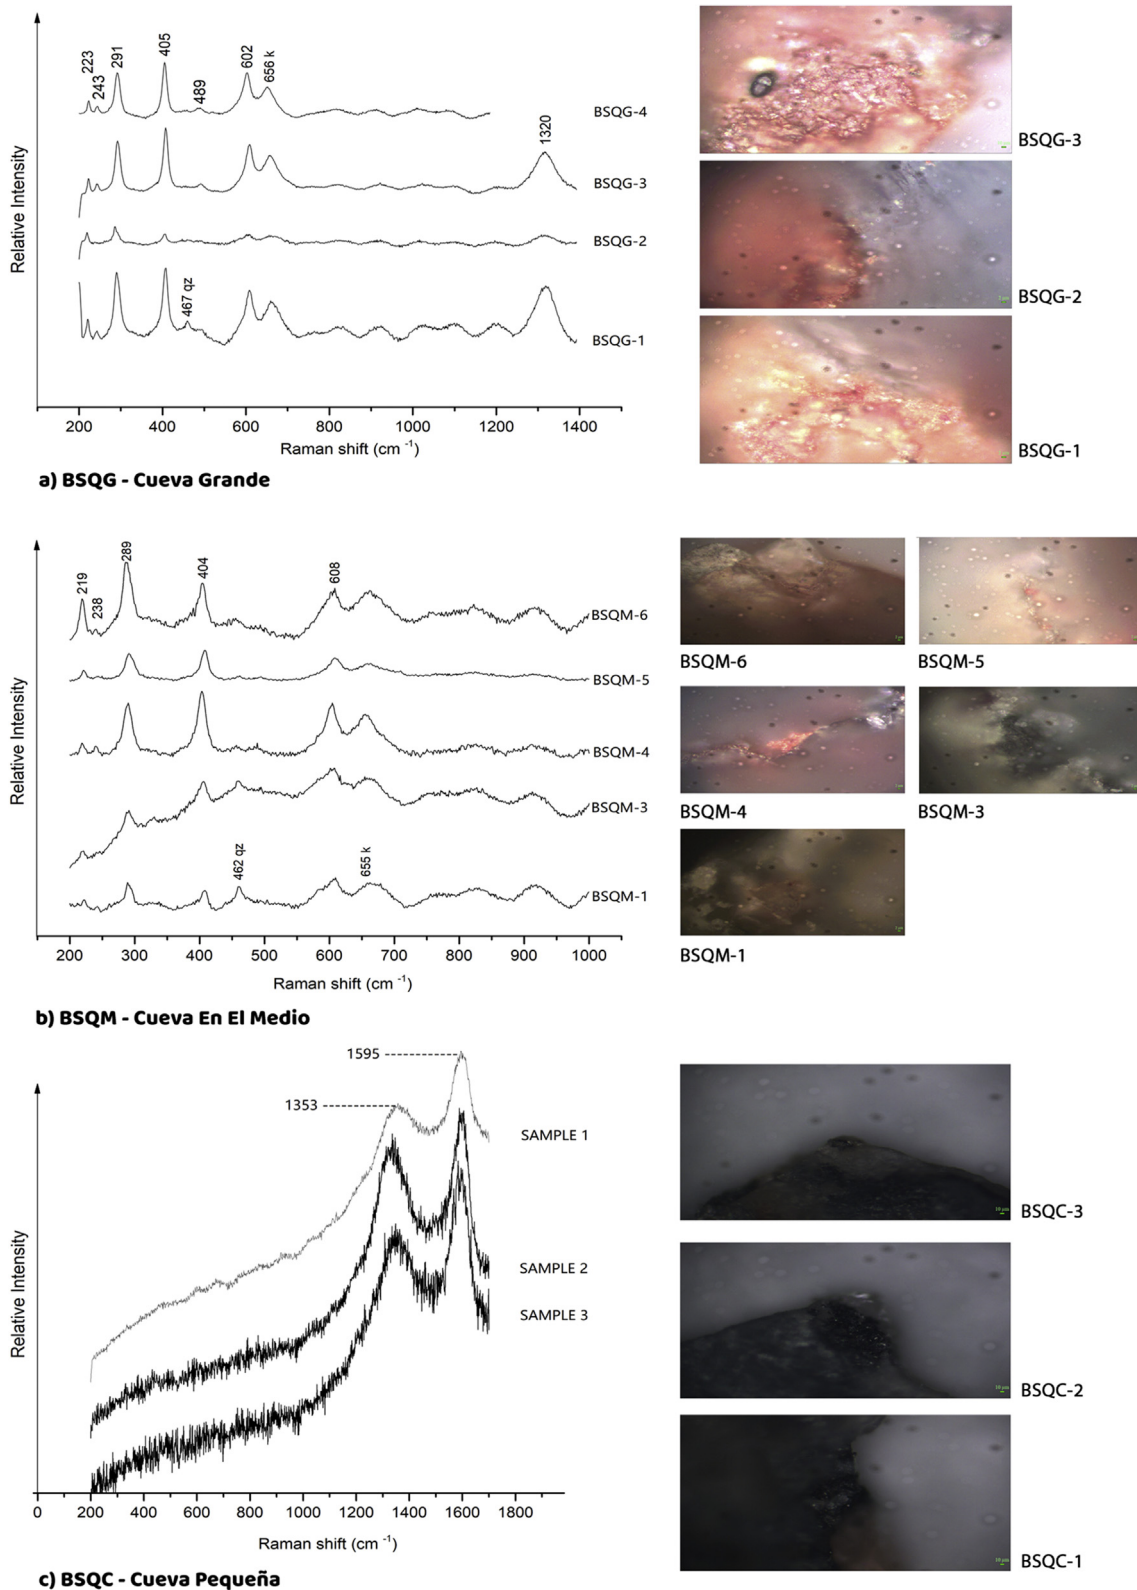 223
243
291
405
489
602
656 k
1320
BSQG-4
BSQG-3
BSQG-2
467 qz
BSQG-1
Relative Intensity
200 400 600 800 1000 1200 1400
Raman shift (cm -1)
a) BSQG - Cueva Grande
BSQG-3
BSQG-2
BSQG-1
219
238
289
404
608
BSQM-6
BSQM-5
BSQM-4
BSQM-3
462 qz
655 k
BSQM-1
Relative Intensity
200 300 400 500 600 700 800 900 1000
Raman shift (cm -1)
b) BSQM - Cueva En El Medio
BSQM-6
BSQM-5
BSQM-4
BSQM-3
BSQM-1
1595
1353
SAMPLE 1
SAMPLE 2
SAMPLE 3
Relative Intensity
0 200 400 600 800 1000 1200 1400 1600 1800
Raman shift (cm -1)
c) BSQC - Cueva Pequeña
10 µm
BSQC-3
10 µm
BSQC-2
10 µm
BSQC-1